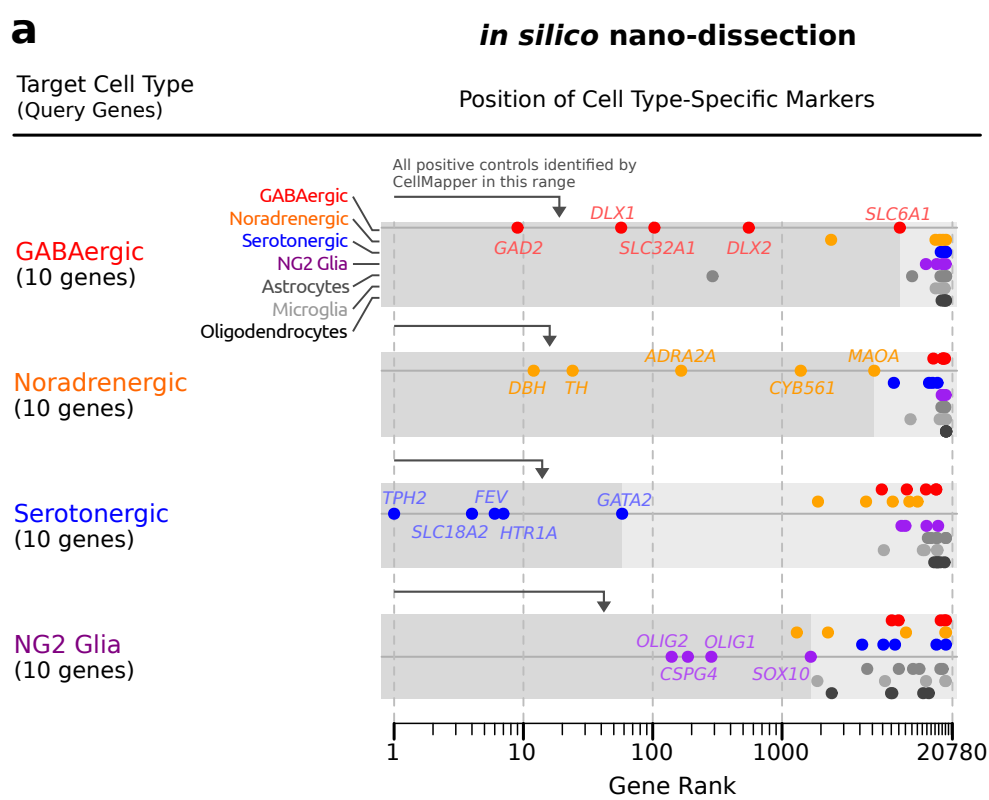 a
in silico nano-dissection
Target Cell Type
(Query Genes)
Position of Cell Type-Specific Markers
All positive controls identified by
CellMapper in this range
GABAergic
Noradrenergic
Serotonergic
NG2 Glia
Astrocytes
Microglia
Oligodendrocytes
GABAergic
(10 genes)
DLX1
SLC6A1
GAD2
SLC32A1
DLX2
Noradrenergic
(10 genes)
ADRA2A
MAOA
DBH
TH
CYB561
Serotonergic
(10 genes)
TPH2
FEV
GATA2
SLC18A2
HTR1A
NG2 Glia
(10 genes)
OLIG2
OLIG1
CSPG4
SOX10
1
10
100
1000
20780
Gene Rank